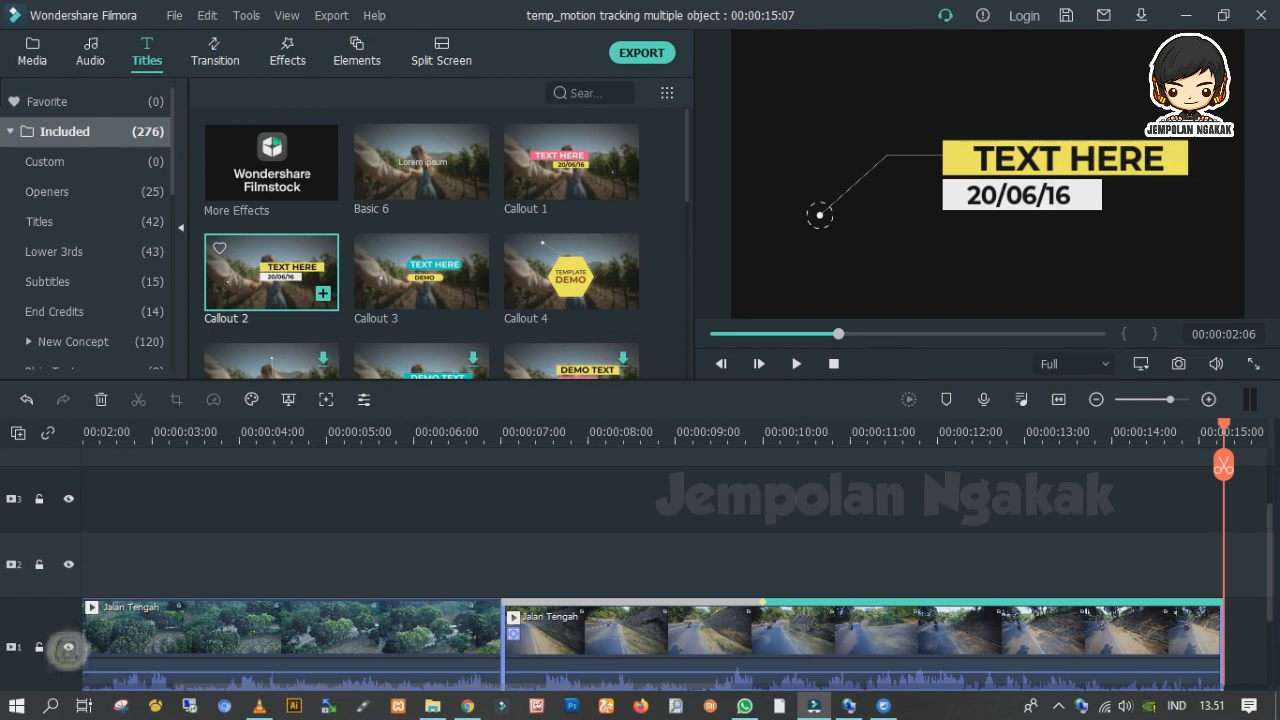 Wondershare Filmora File Edit Tools View Export Help temp_motion tracking multiple object : 00:00:15:07 Login
Media Audio Titles Transition Effects Elements Split Screen EXPORT
Favorite (0)
Included (276)
Custom (0)
Openers (25)
Titles (42)
Lower 3rds (43)
Subtitles (15)
End Credits (14)
New Concept (120)
Sear...
Wondershare
Filmstock
More Effects
Lorem ipsum
Basic 6
TEXT HERE
20/06/16
Callout 1
TEXT HERE
20/06/16
Callout 2
TEXT HERE
DEMO
Callout 3
TEMPLATE
DEMO
Callout 4
DEMO TEXT
DEMO TEXT
JEMPOLAN NGAKAK
TEXT HERE
20/06/16
00:00:02:06
Full
00:02:00 00:00:03:00 00:00:04:00 00:00:05:00 00:00:06:00 00:00:07:00 00:00:08:00 00:00:09:00 00:00:10:00 00:00:11:00 00:00:12:00 00:00:13:00 00:00:14:00 00:00:15:00
3
Jempolan Ngakak
2
Jalan Tengah
Jalan Tengah
1
Ai
IND 13.51